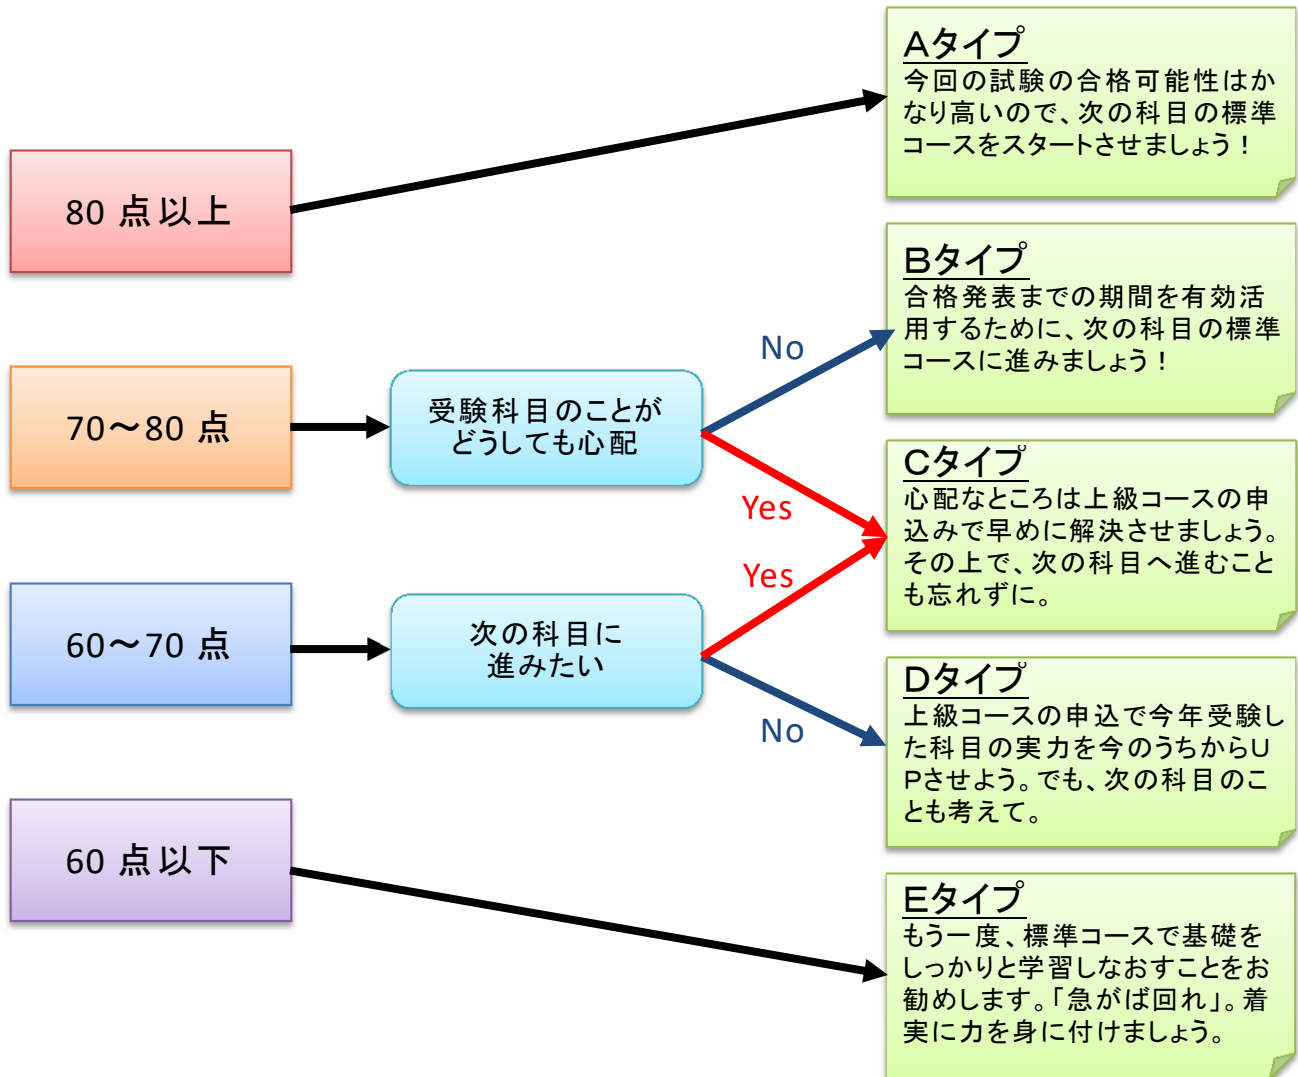 Aタイプ
今回の試験の合格可能性はか
なり高いので、次の科目の標準
コースをスタートさせましょう！
80 点以上
Bタイプ
合格発表までの期間を有効活
用するために、次の科目の標準
コースに進みましょう！
No
70～80 点
受験科目のことが
どうしても心配
Yes
Cタイプ
心配なところは上級コースの申
込みで早めに解決させましょう。
その上で、次の科目へ進むこと
も忘れずに。
Yes
60～70 点
次の科目に
進みたい
No
Dタイプ
上級コースの申込で今年受験し
た科目の実力を今のうちからU
Pさせよう。でも、次の科目のこ
とも考えて。
60 点以下
Eタイプ
もう一度、標準コースで基礎を
しっかりと学習しなおすことをお
勧めします。「急がば回れ」。着
実に力を身に付けましょう。